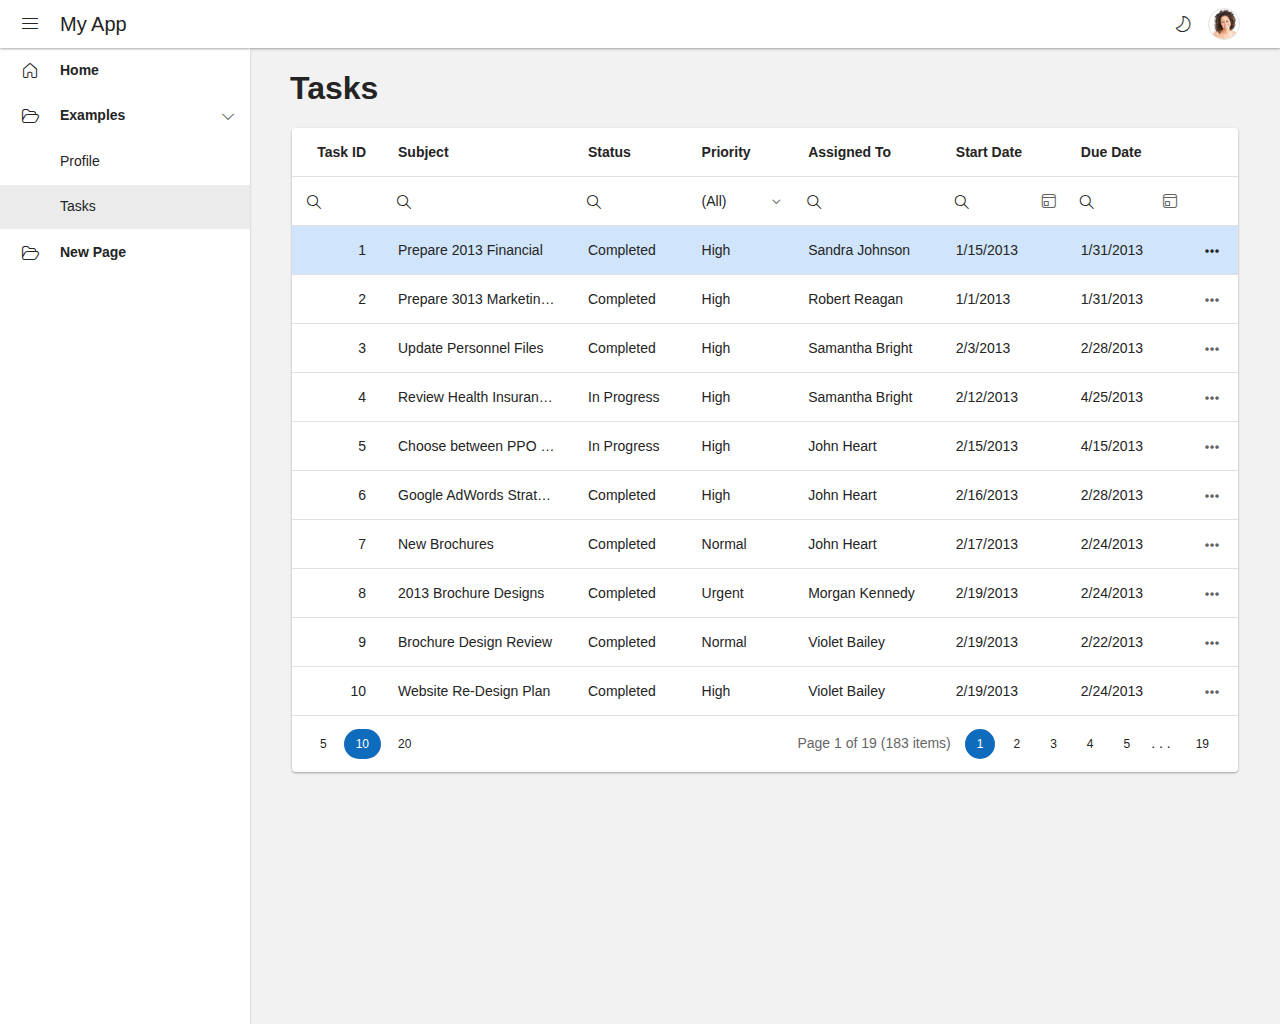 My App
Home
Examples
Profile
Tasks
New Page
Tasks
Task ID Subject Status Priority Assigned To Start Date Due Date
(All)
1 Prepare 2013 Financial Completed High Sandra Johnson 1/15/2013 1/31/2013
2 Prepare 3013 Marketin… Completed High Robert Reagan 1/1/2013 1/31/2013
3 Update Personnel Files Completed High Samantha Bright 2/3/2013 2/28/2013
4 Review Health Insuran… In Progress High Samantha Bright 2/12/2013 4/25/2013
5 Choose between PPO … In Progress High John Heart 2/15/2013 4/15/2013
6 Google AdWords Strat… Completed High John Heart 2/16/2013 2/28/2013
7 New Brochures Completed Normal John Heart 2/17/2013 2/24/2013
8 2013 Brochure Designs Completed Urgent Morgan Kennedy 2/19/2013 2/24/2013
9 Brochure Design Review Completed Normal Violet Bailey 2/19/2013 2/22/2013
10 Website Re-Design Plan Completed High Violet Bailey 2/19/2013 2/24/2013
5 10 20 Page 1 of 19 (183 items) 1 2 3 4 5 . . . 19